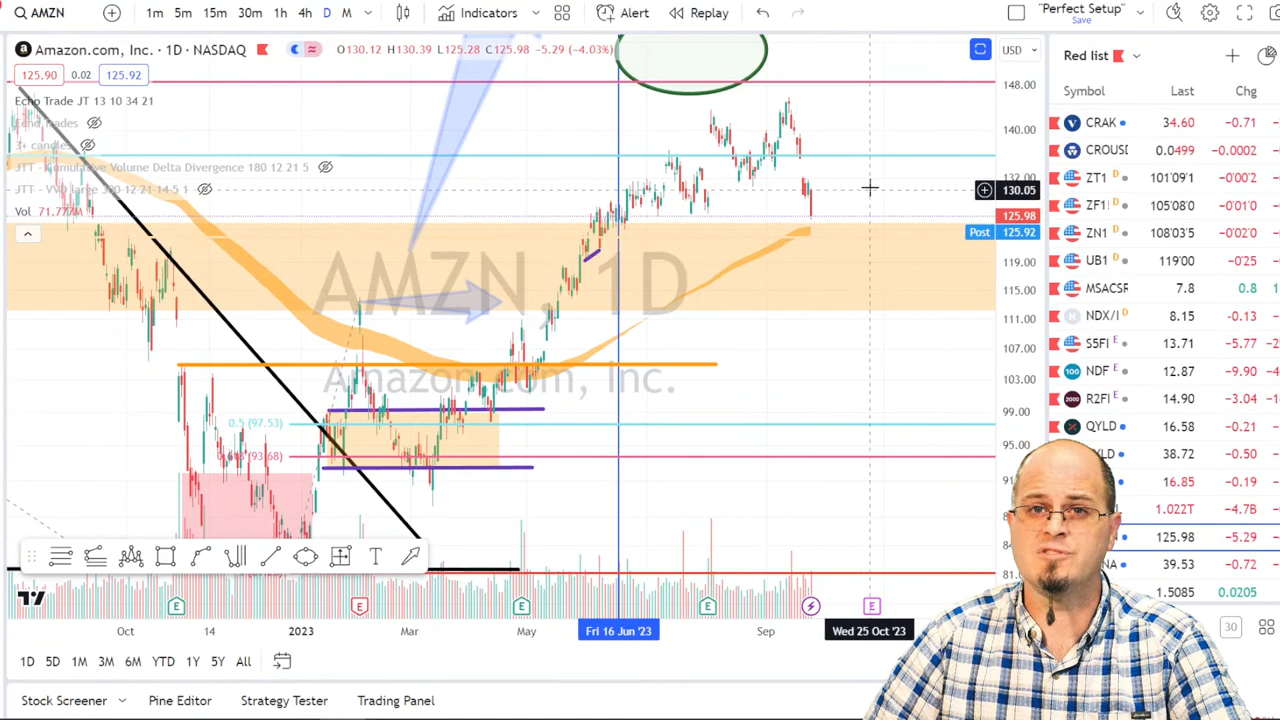 AMZN
1m 5m 15m 30m 1h 4h D M Indicators Alert Replay "Perfect Setup" Save
Amazon.com, Inc. · 1D · NASDAQ O130.12 H130.39 L125.28 C125.98 −5.29 (−4.03%)
125.90 0.02 125.92
Echo Trade JT 13 10 34 21
3+ candles
JTT - Cumulative Volume Delta Divergence 180 12 21 5
Vol 71.777M
AMZN, 1D
Amazon.com, Inc.
0.5 (97.53)
USD
148.00
140.00
132.00
130.05
125.98
Post 125.92
119.00
115.00
111.00
107.00
103.00
99.00
95.00
Oct 14 2023 Mar May Fri 16 Jun '23 Sep Wed 25 Oct '23
E E E E E
1D 5D 1M 3M 6M YTD 1Y 5Y All
Stock Screener Pine Editor Strategy Tester Trading Panel
Red list
Symbol Last Chg
CRAK 34.60 −0.71
CROUSD 0.0499 −0.0002
ZT1 D 101'09'1 −0'00'2
ZF1 D 105'08'0 −0'01'0
ZN1 D 108'03'5 −0'02'0
UB1 D 119'00 −0'25
MSACSR 7.8 0.8
NDX/I D 8.15 −0.13
S5FI E 13.71 −5.77
100 NDF E 12.87 −9.90
2000 R2FI E 14.90 −3.04
QYLD 16.58 −0.21
38.72 −0.50
16.85 −0.19
1.022T −4.7B
125.98 −5.29
39.53 −0.72
1.5085 0.0205
30